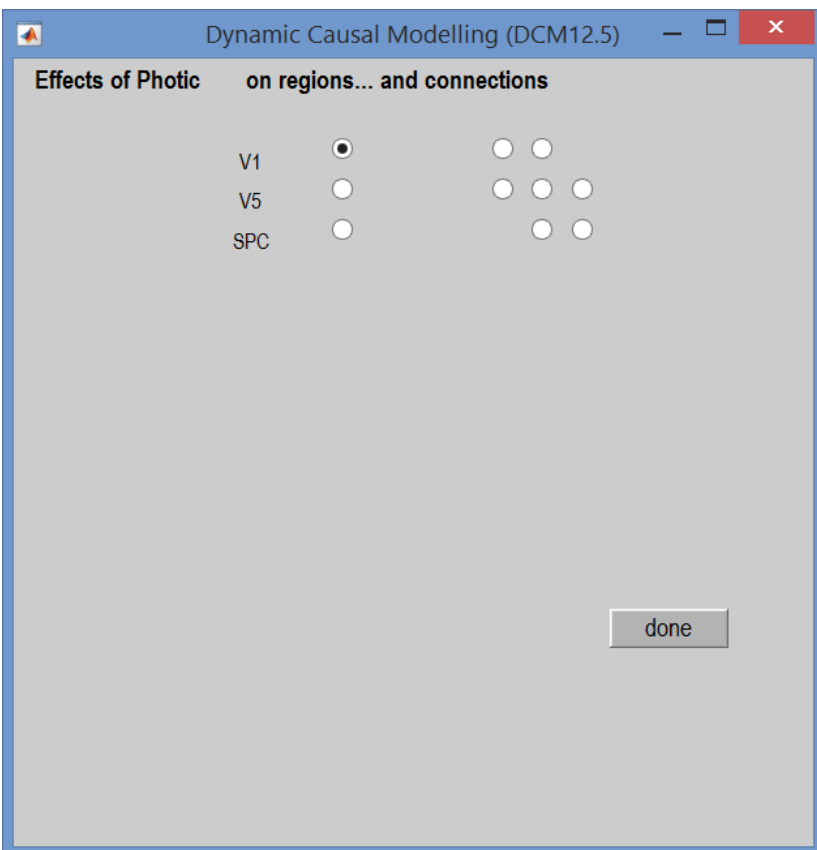 Dynamic Causal Modelling (DCM12.5)
Effects of Photic on regions... and connections
V1
V5
SPC
done